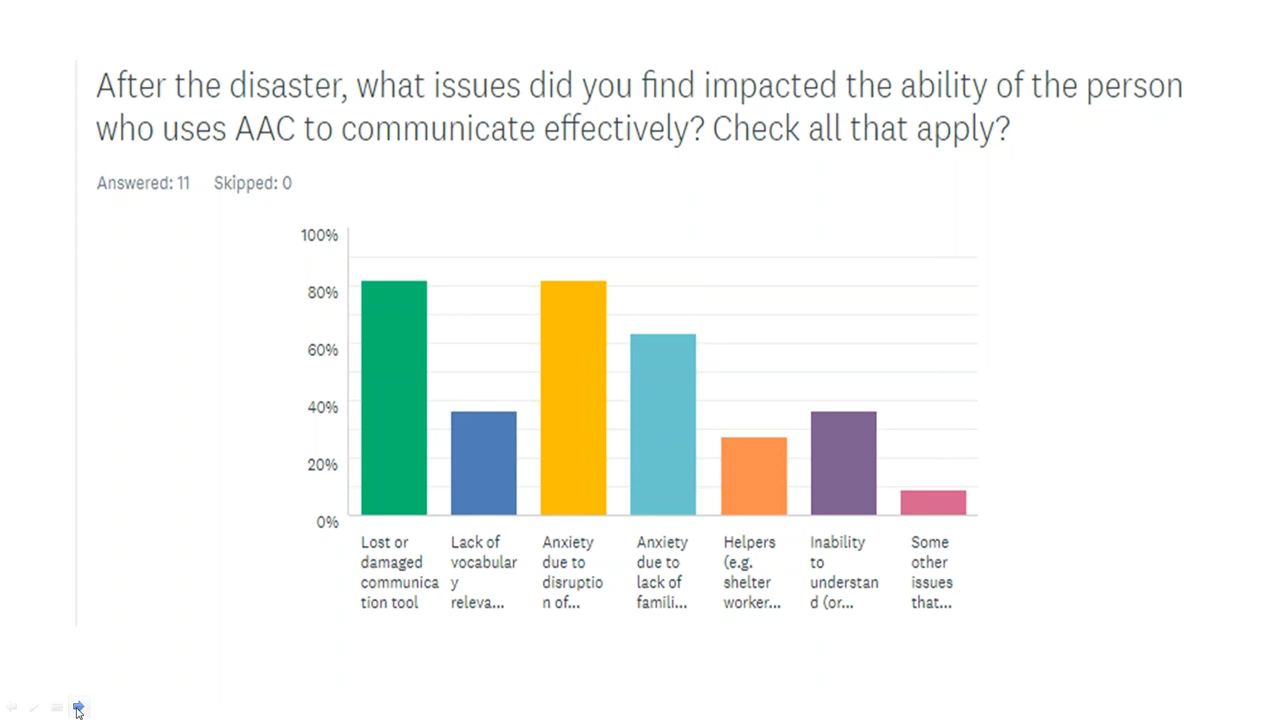 After the disaster, what issues did you find impacted the ability of the person
who uses AAC to communicate effectively? Check all that apply?
Answered: 11 Skipped: 0
100%
80%
60%
40%
20%
0%
Lost or
damaged
communica
tion tool
Lack of
vocabular
y
releva...
Anxiety
due to
disruptio
n of...
Anxiety
due to
lack of
famili...
Helpers
(e.g.
shelter
worker...
Inability
to
understan
d (or...
Some
other
issues
that...